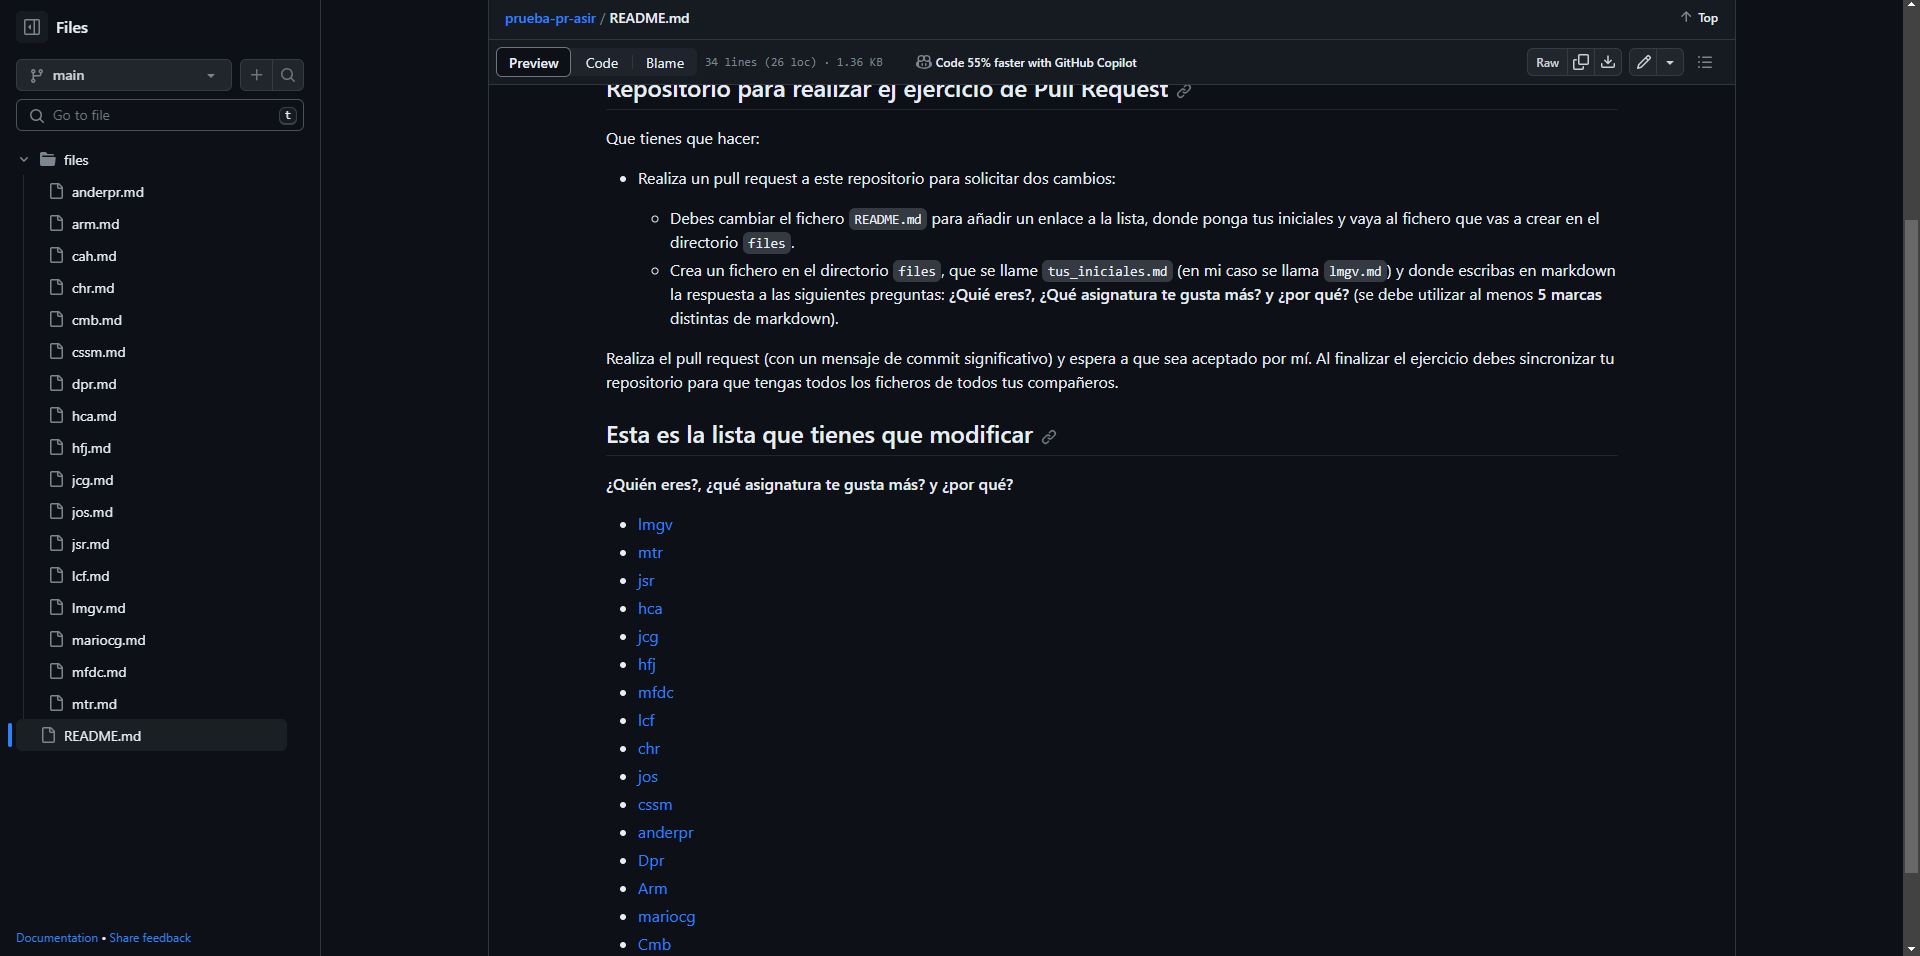 Files
main
Go to file
t
files
anderpr.md
arm.md
cah.md
chr.md
cmb.md
cssm.md
dpr.md
hca.md
hfj.md
jcg.md
jos.md
jsr.md
lcf.md
lmgv.md
mariocg.md
mfdc.md
mtr.md
README.md
Documentation • Share feedback
prueba-pr-asir / README.md
Top
Preview Code Blame 34 lines (26 loc) · 1.36 KB Code 55% faster with GitHub Copilot Raw
Repositorio para realizar ej ejercicio de Pull Request
Que tienes que hacer:
• Realiza un pull request a este repositorio para solicitar dos cambios:
○ Debes cambiar el fichero README.md para añadir un enlace a la lista, donde ponga tus iniciales y vaya al fichero que vas a crear en el
directorio files.
○ Crea un fichero en el directorio files, que se llame tus_iniciales.md (en mi caso se llama lmgv.md) y donde escribas en markdown
la respuesta a las siguientes preguntas: ¿Quié eres?, ¿Qué asignatura te gusta más? y ¿por qué? (se debe utilizar al menos 5 marcas
distintas de markdown).
Realiza el pull request (con un mensaje de commit significativo) y espera a que sea aceptado por mí. Al finalizar el ejercicio debes sincronizar tu
repositorio para que tengas todos los ficheros de todos tus compañeros.
Esta es la lista que tienes que modificar
¿Quién eres?, ¿qué asignatura te gusta más? y ¿por qué?
• lmgv
• mtr
• jsr
• hca
• jcg
• hfj
• mfdc
• lcf
• chr
• jos
• cssm
• anderpr
• Dpr
• Arm
• mariocg
• Cmb